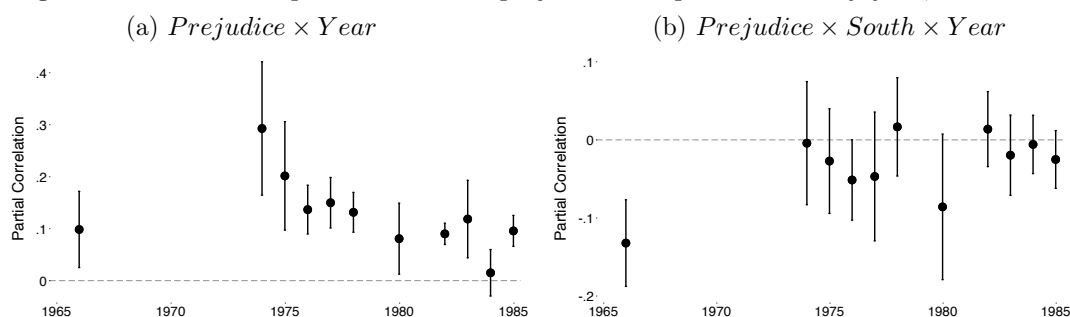 (a) Prejudice × Year
(b) Prejudice × South × Year
Partial Correlation
.4
.3
.2
.1
0
1965 1970 1975 1980 1985
Partial Correlation
.1
0
-.1
-.2
1965 1970 1975 1980 1985